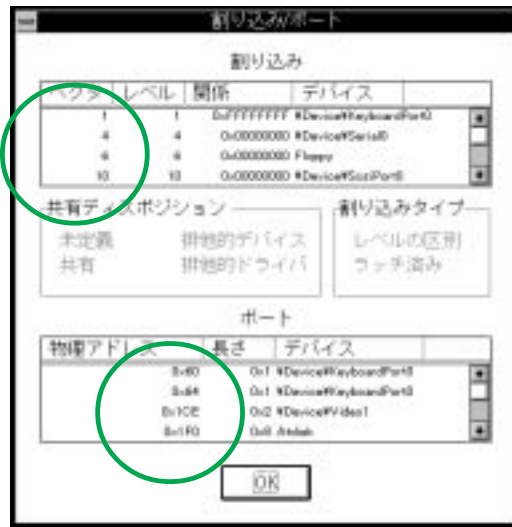 割り込み/ポート
割り込み
ベクタ レベル 関係 デバイス
1 1 0xFFFFFFFF ¥Device¥KeyboardPort0
4 4 0x00000000 ¥Device¥Serial0
6 6 0x00000000 Floppy
10 10 0x00000000 ¥Device¥ScsiPort0
共有ディスポジション 割り込みタイプ
未定義 排他的デバイス レベルの区別
共有 排他的ドライバ ラッチ済み
ポート
物理アドレス 長さ デバイス
0x60 0x1 ¥Device¥KeyboardPort0
0x64 0x1 ¥Device¥KeyboardPort0
0x1CE 0x2 ¥Device¥Video1
0x1F0 0x8 Atdisk
OK